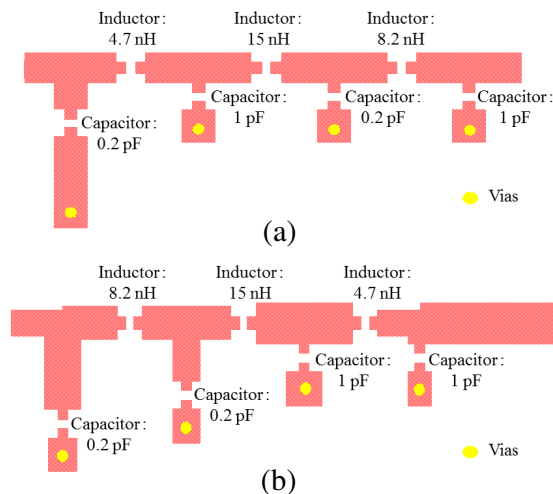 Inductor: Inductor: Inductor:
4.7 nH 15 nH 8.2 nH
Capacitor: Capacitor: Capacitor:
1 pF 0.2 pF 1 pF
Capacitor:
0.2 pF
Vias
(a)
Inductor: Inductor: Inductor:
8.2 nH 15 nH 4.7 nH
Capacitor: Capacitor:
1 pF 1 pF
Capacitor:
0.2 pF
Capacitor:
0.2 pF
Vias
(b)